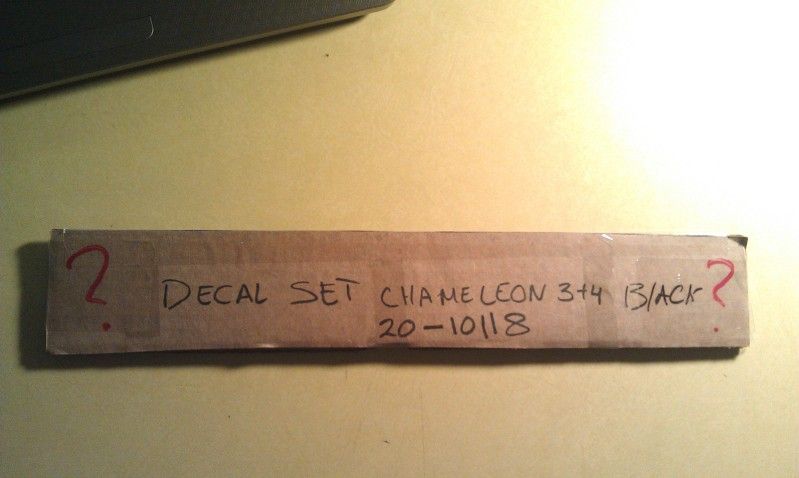 ? DECAL SET CHAMELEON 3+4 BlACK ?
20-10118